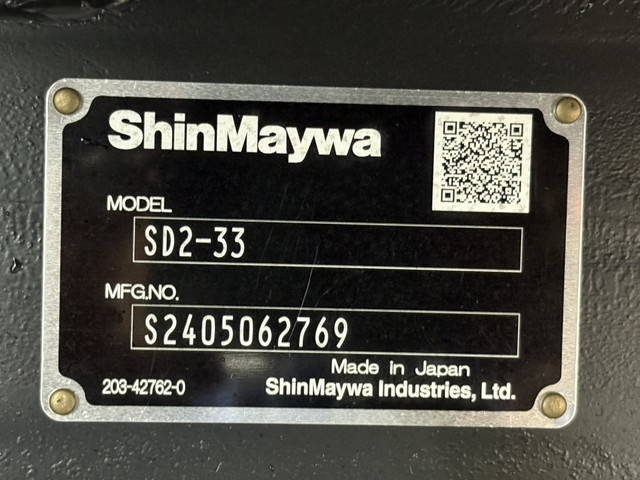 ShinMaywa
MODEL
SD2-33
MFG.NO.
S2405062769
Made in Japan
203-42762-0 ShinMaywa Industries, Ltd.